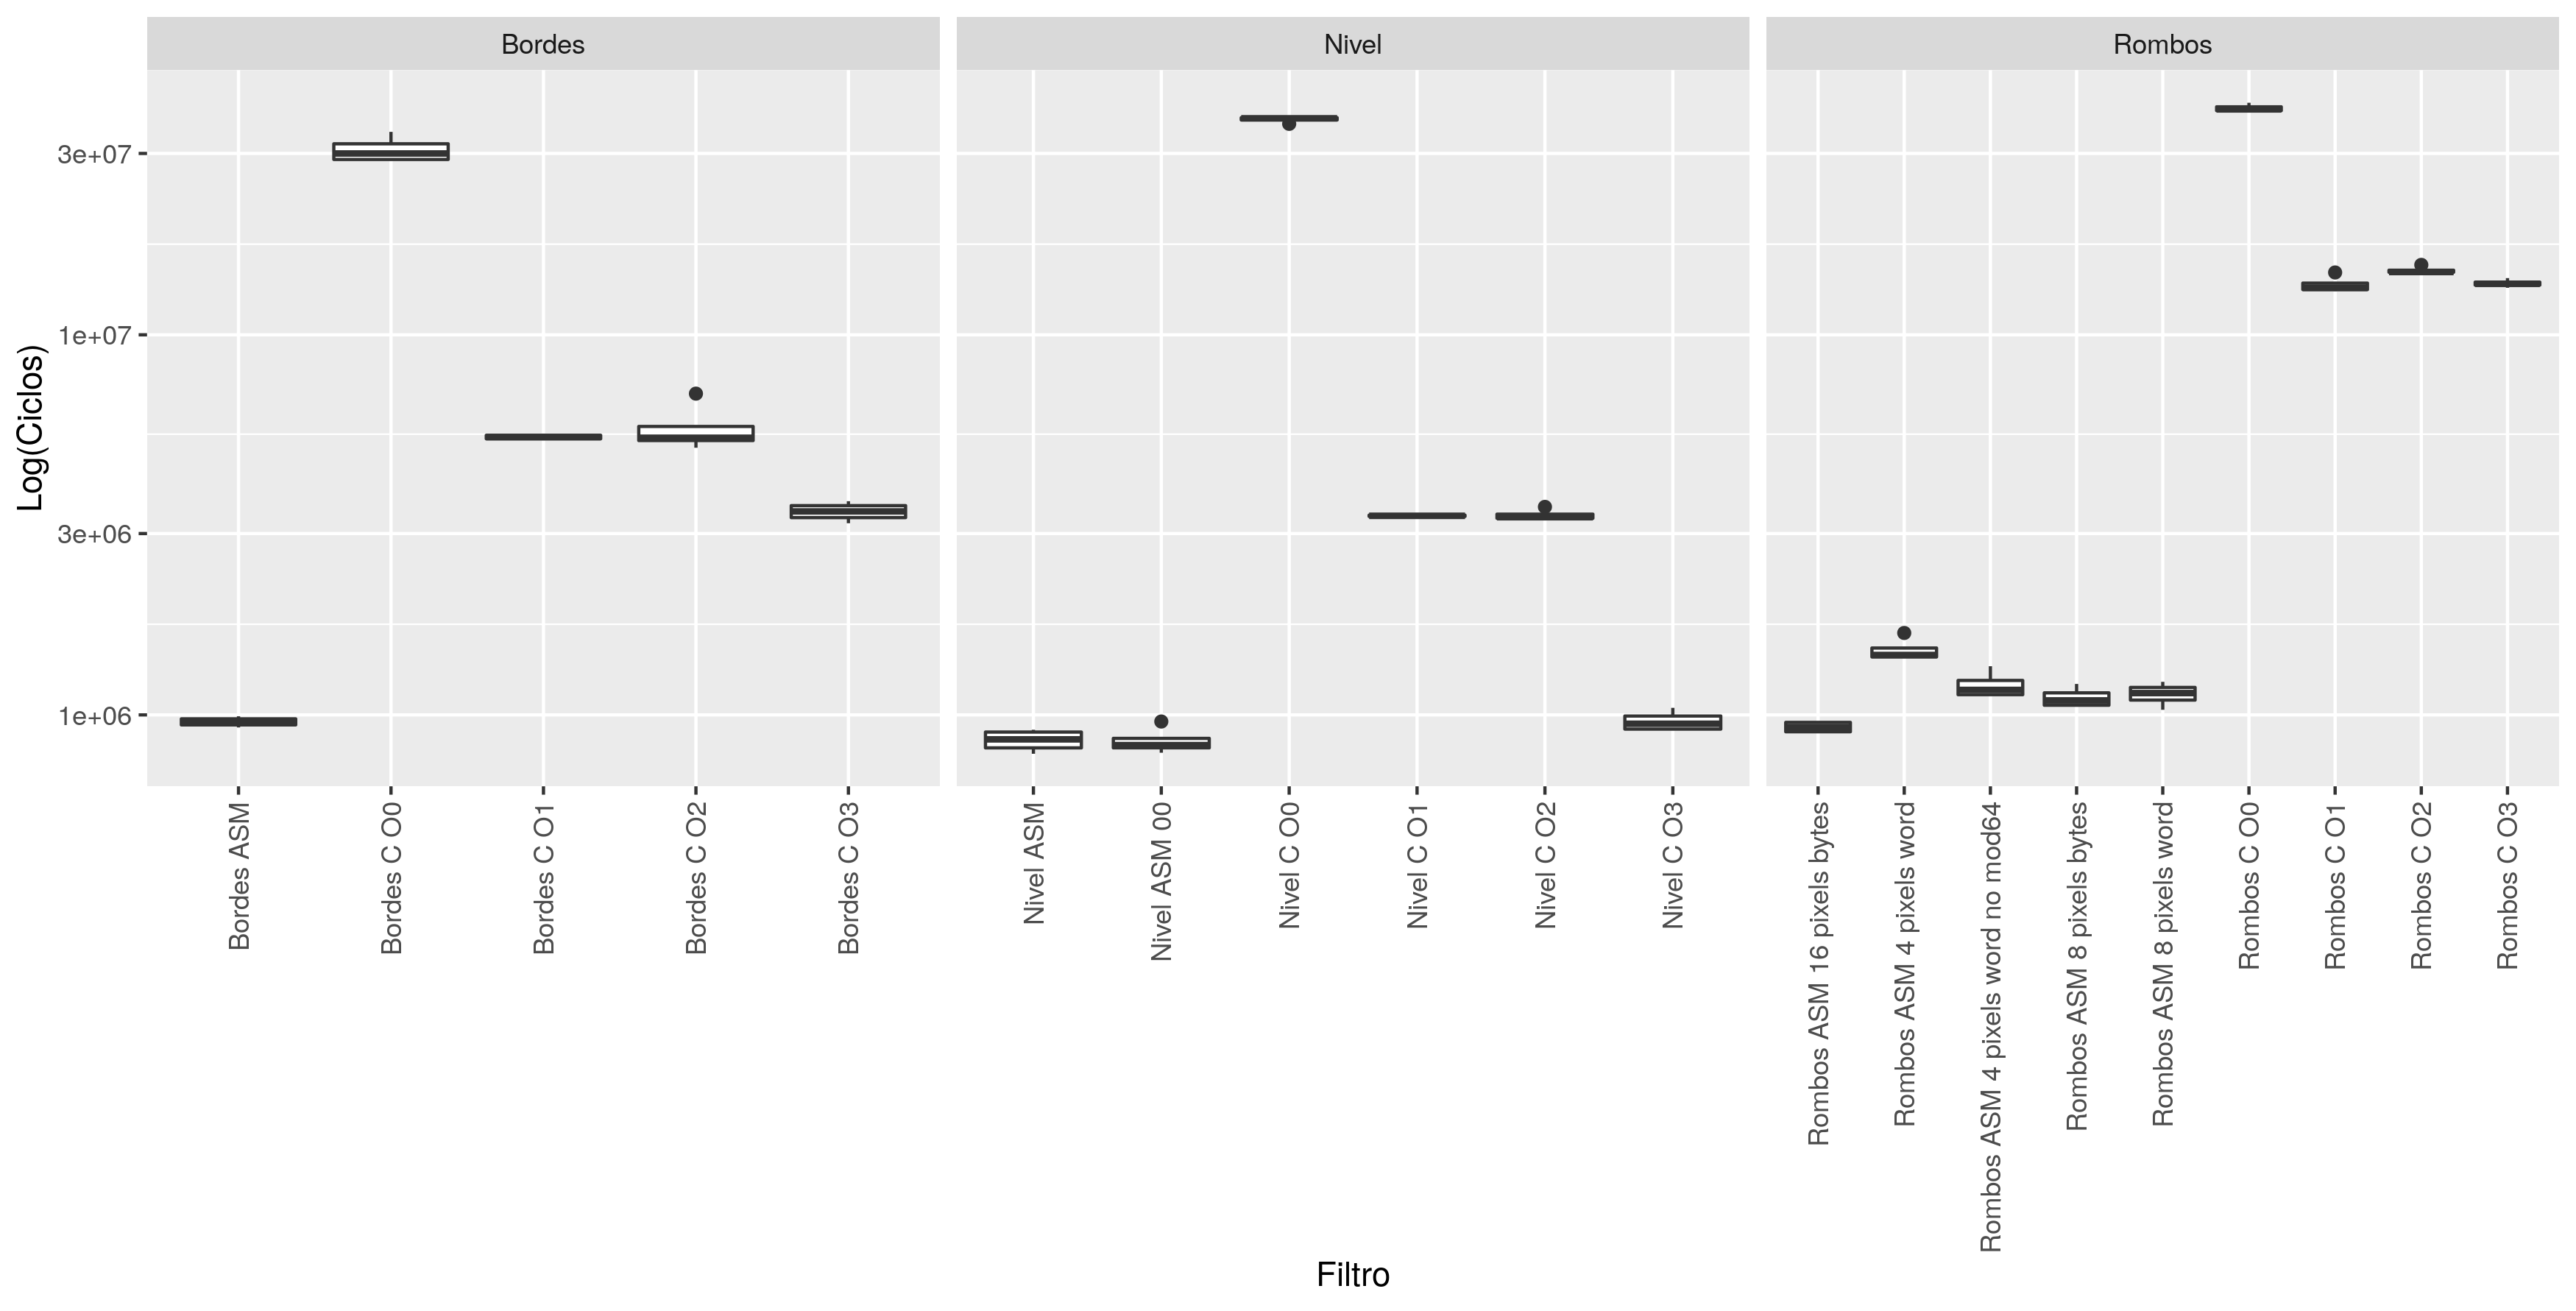 Bordes
Nivel
Rombos
Log(Ciclos)
3e+07
1e+07
3e+06
1e+06
Bordes ASM
Bordes C O0
Bordes C O1
Bordes C O2
Bordes C O3
Nivel ASM
Nivel ASM 00
Nivel C O0
Nivel C O1
Nivel C O2
Nivel C O3
Rombos ASM 16 pixels bytes
Rombos ASM 4 pixels word
Rombos ASM 4 pixels word no mod64
Rombos ASM 8 pixels bytes
Rombos ASM 8 pixels word
Rombos C O0
Rombos C O1
Rombos C O2
Rombos C O3
Filtro